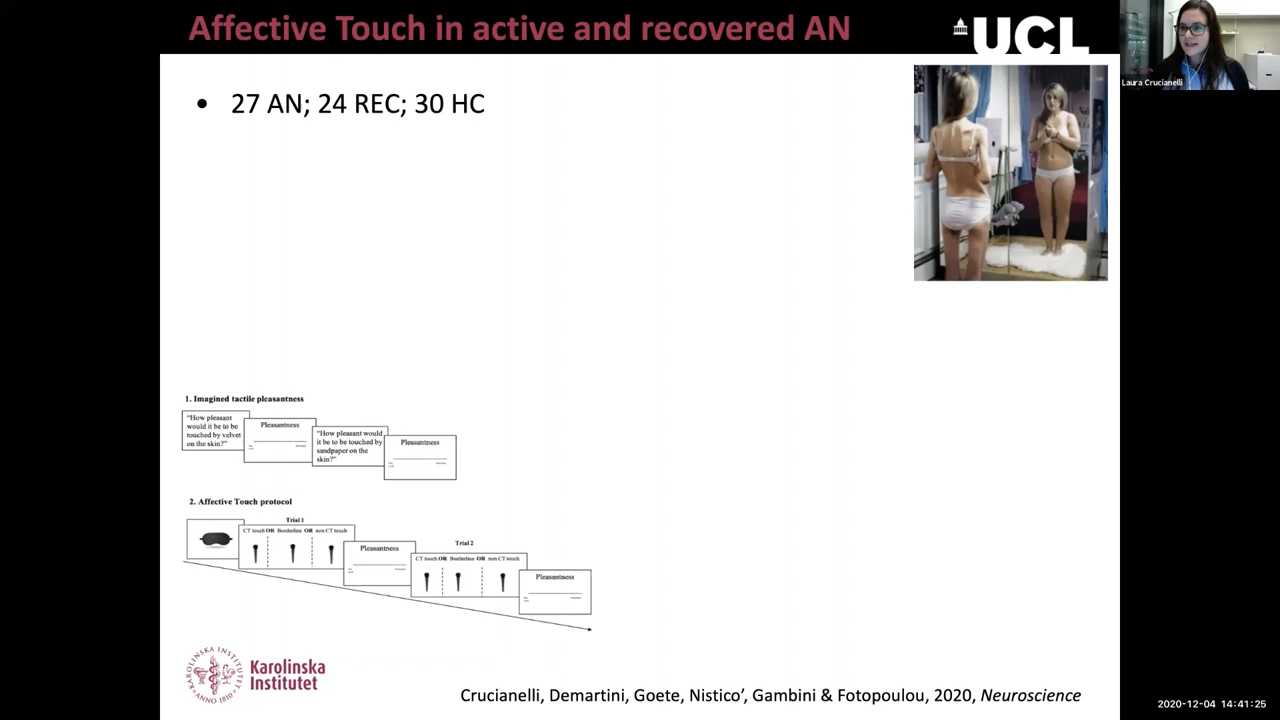 Affective Touch in active and recovered AN
UCL
Laura Crucianelli
• 27 AN; 24 REC; 30 HC
1. Imagined tactile pleasantness
"How pleasant
would it be to be
touched by velvet
on the skin?"
Pleasantness
"How pleasant would
it be to be touched by
sandpaper on the
skin?"
Pleasantness
2. Affective Touch protocol
Trial 1
CT touch OR Borderline OR non CT touch
Pleasantness
Trial 2
CT touch OR Borderline OR non CT touch
Pleasantness
KAROLINSKA INSTITUTET
ANNO 1810
Karolinska
Institutet
Crucianelli, Demartini, Goete, Nistico', Gambini & Fotopoulou, 2020, Neuroscience
2020-12-04 14:41:25